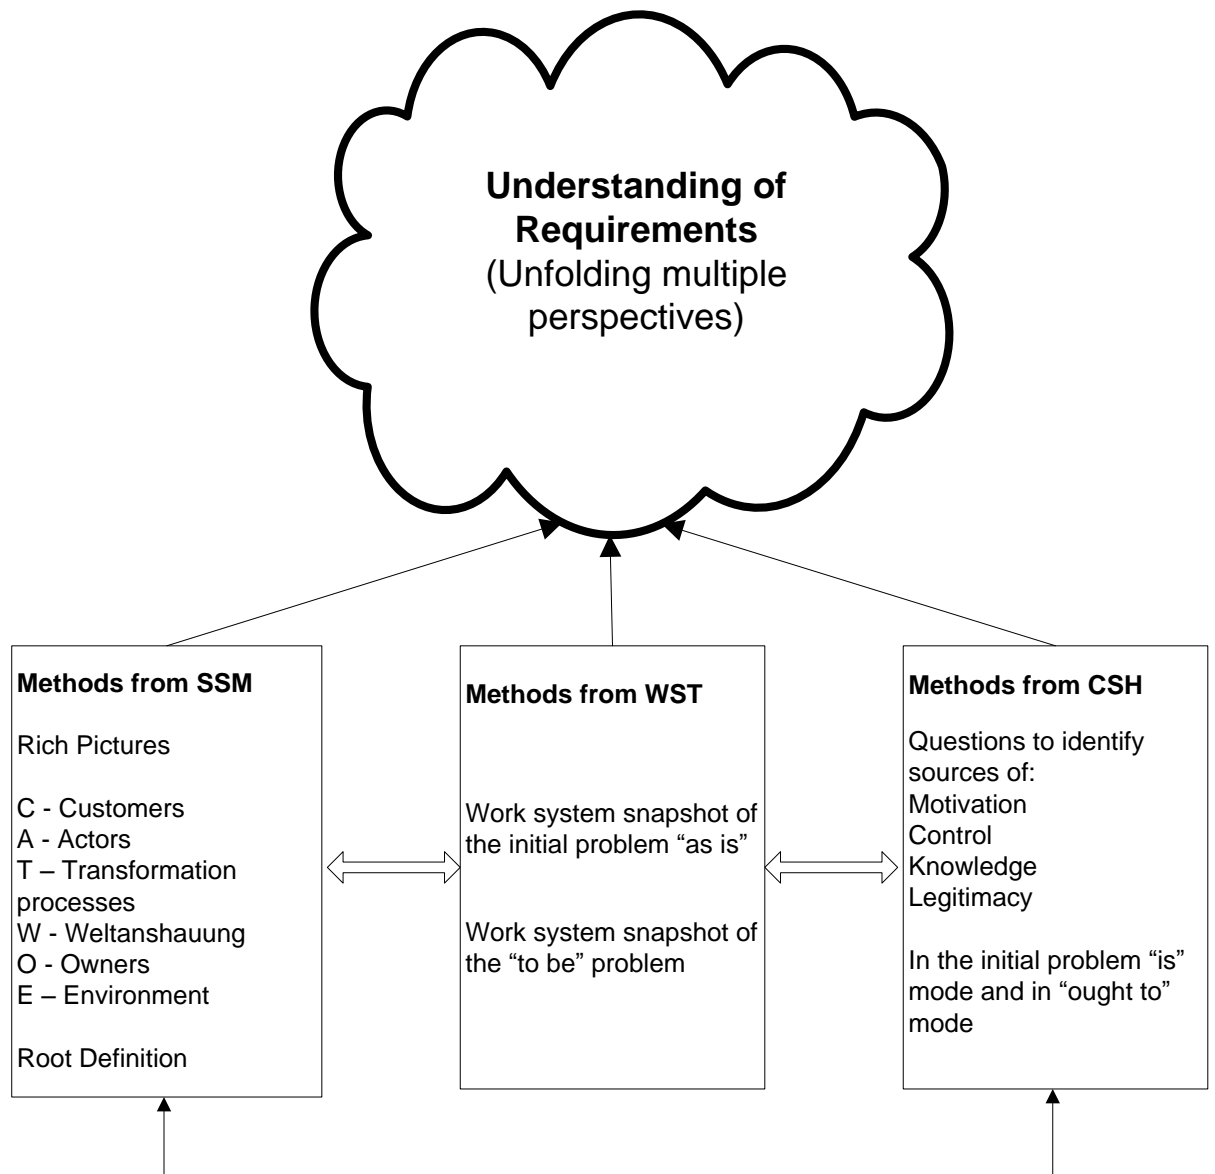 Understanding of
Requirements
(Unfolding multiple
perspectives)
Methods from SSM
Rich Pictures
C - Customers
A - Actors
T – Transformation
processes
W - Weltanshauung
O - Owners
E – Environment
Root Definition
Methods from WST
Work system snapshot of
the initial problem “as is”
Work system snapshot of
the “to be” problem
Methods from CSH
Questions to identify
sources of:
Motivation
Control
Knowledge
Legitimacy
In the initial problem “is”
mode and in “ought to”
mode